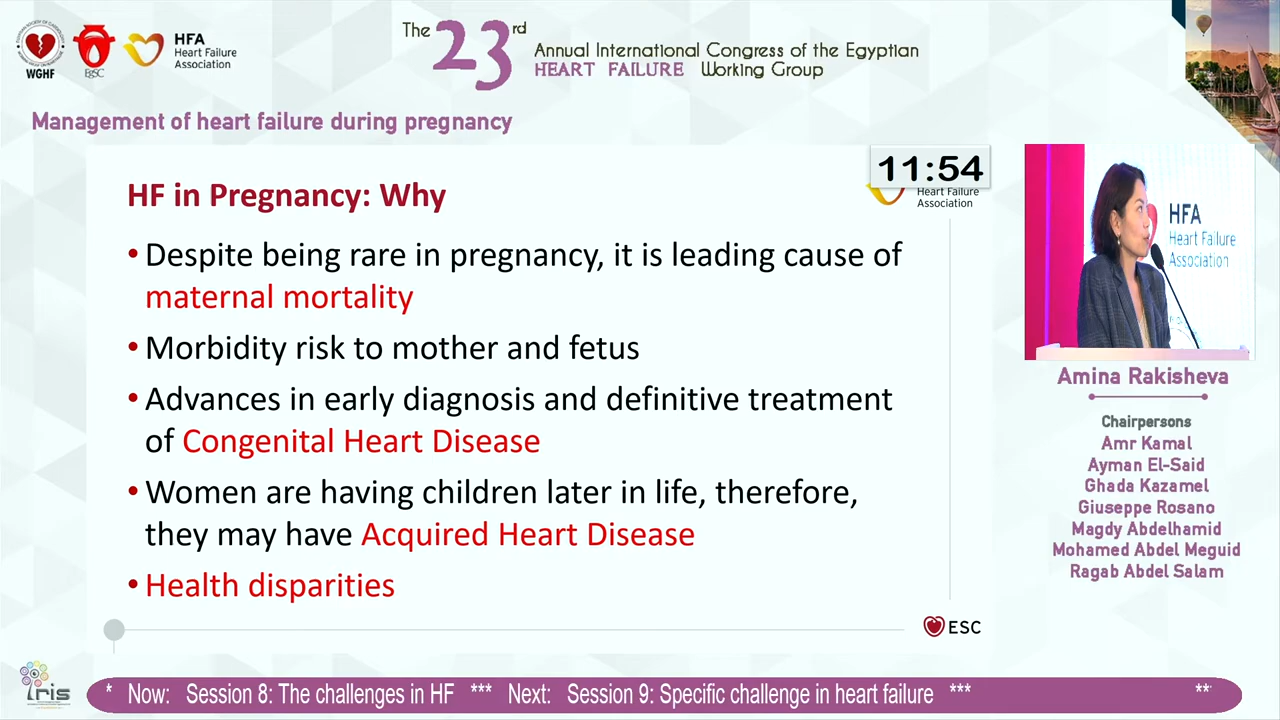 WGHF
EgSC
HFA
Heart Failure
Association
The 23rd
Annual International Congress of the Egyptian
HEART FAILURE Working Group
Management of heart failure during pregnancy
HF in Pregnancy: Why
11:54
Heart Failure
Association
• Despite being rare in pregnancy, it is leading cause of
maternal mortality
• Morbidity risk to mother and fetus
• Advances in early diagnosis and definitive treatment
of Congenital Heart Disease
• Women are having children later in life, therefore,
they may have Acquired Heart Disease
• Health disparities
ESC
HFA
Heart Failure
Association
Amina Rakisheva
Chairpersons
Amr Kamal
Ayman El-Said
Ghada Kazamel
Giuseppe Rosano
Magdy Abdelhamid
Mohamed Abdel Meguid
Ragab Abdel Salam
iris
* Now: Session 8: The challenges in HF *** Next: Session 9: Specific challenge in heart failure *** **